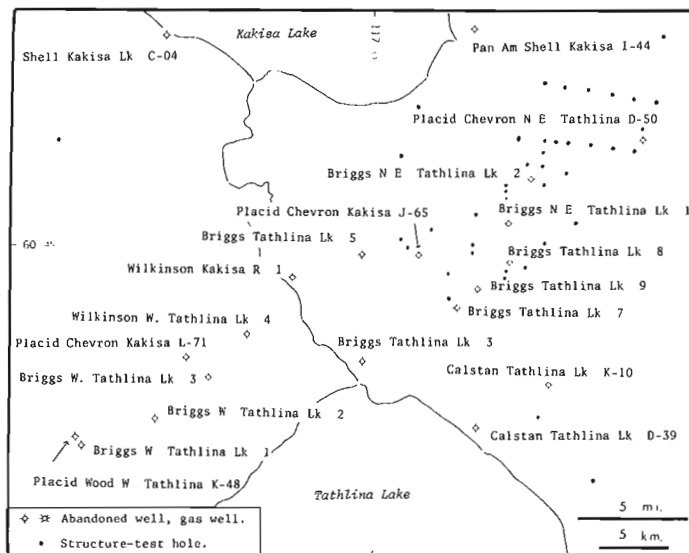 Kakisa Lake
117
0
Shell Kakisa Lk C-04
Pan Am Shell Kakisa I-44
Placid Chevron N E Tathlina D-50
Briggs N E Tathlina Lk 2
Placid Chevron Kakisa J-65
Briggs N E Tathlina Lk 1
60
Briggs Tathlina Lk 5
Briggs Tathlina Lk 8
Wilkinson Kakisa R 1
Briggs Tathlina Lk 9
Briggs Tathlina Lk 7
Wilkinson W. Tathlina Lk 4
Placid Chevron Kakisa L-71
Briggs Tathlina Lk 3
Briggs W. Tathlina Lk 3
Calstan Tathlina Lk K-10
Briggs W Tathlina Lk 2
Calstan Tathlina Lk D-39
Briggs W Tathlina Lk 1
Placid Wood W Tathlina K-48
Tathlina Lake
5 mi.
5 km.
Abandoned well, gas well.
Structure-test hole.